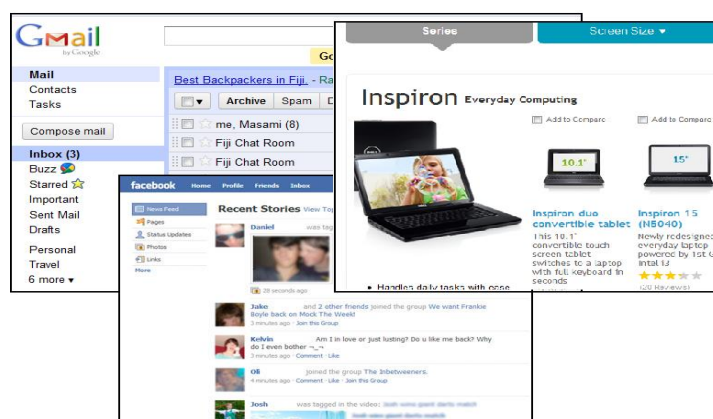 Gmail
by Google
Mail
Contacts
Tasks
Compose mail
Inbox (3)
Buzz
Starred
Important
Sent Mail
Drafts
Personal
Travel
6 more
Go
Best Backpackers in Fiji. - Ra
Archive Spam D
me, Masami (8)
Fiji Chat Room
Fiji Chat Room
Series
Screen Size
Inspiron Everyday Computing
Add to Compare
Add to Compare
10.1"
15"
Inspiron duo
convertible tablet
This 10.1"
convertible touch
screen tablet
switches to a laptop
with full keyboard in
seconds
Inspiron 15
(N5040)
Newly redesigned
everyday laptop
powered by 1st G
Intel i3
(20 Reviews)
Handles daily tasks with ease
facebook Home Profile Friends Inbox
News Feed
Pages
Status Updates
Photos
Links
More
Recent Stories View Top
Daniel was tag
28 seconds ago
Jako and 2 other friends joined the group We want Frankie
Boyle back on Mock The Week!
3 minutes ago · Join this Group
Kelvin Am I in love or just lusting? Do u like me back? Why
do I even bother ¬_¬
3 minutes ago · Comment · Like
Oli joined the group The Inbetweeners.
4 minutes ago · Comment · Like · Join this Group
Josh was tagged in the video: